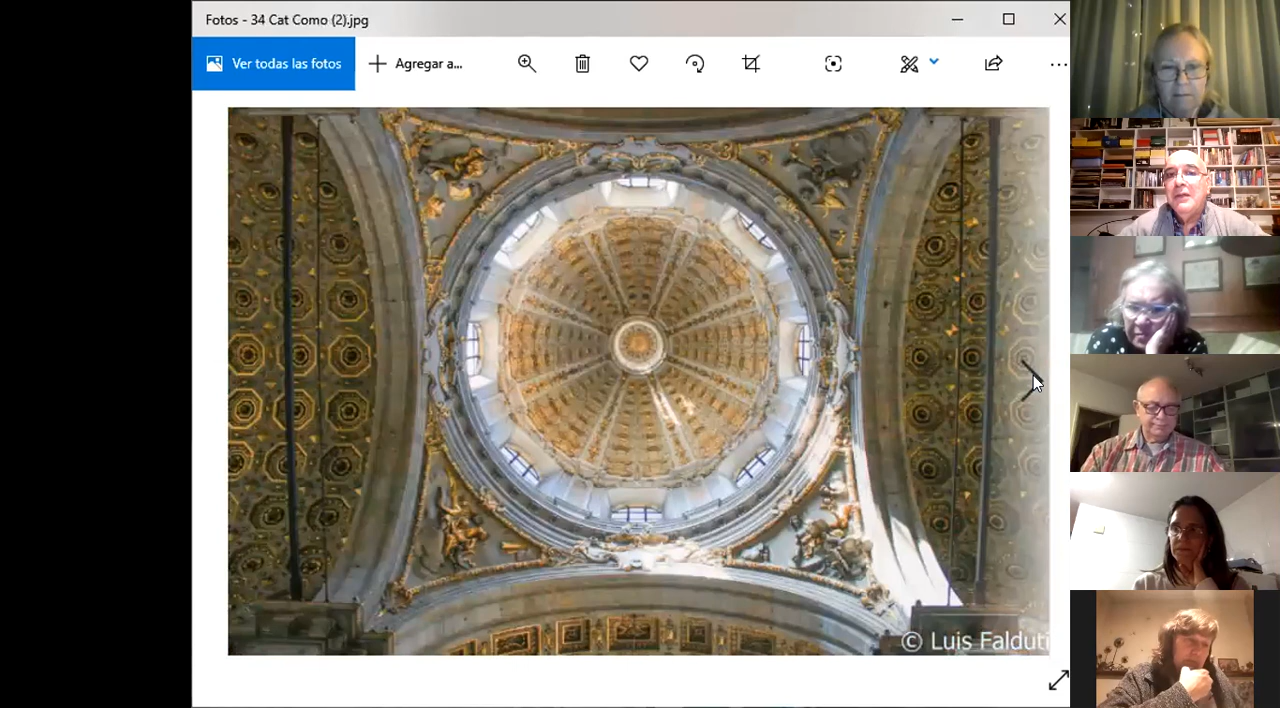 Fotos - 34 Cat Como (2).jpg
Ver todas las fotos
Agregar a...
© Luis Falduti